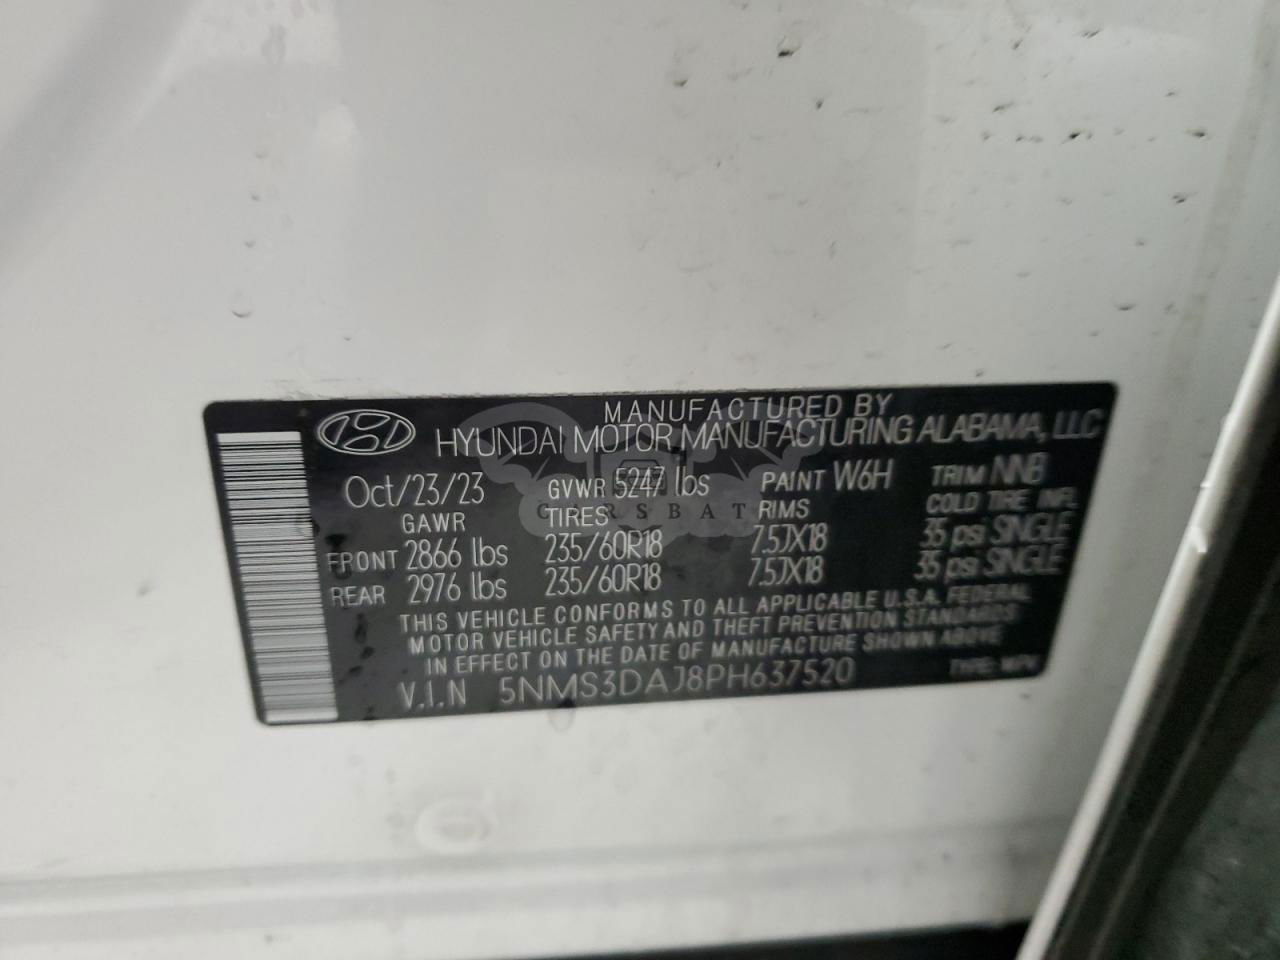 MANUFACTURED BY
HYUNDAI MOTOR MANUFACTURING ALABAMA, LLC
Oct/23/23 GVWR 5247 lbs PAINT W6H TRIM NNB
GAWR TIRES RIMS COLD TIRE INFL
FRONT 2866 lbs 235/60R18 7.5JX18 35 psi SINGLE
REAR 2976 lbs 235/60R18 7.5JX18 35 psi SINGLE
THIS VEHICLE CONFORMS TO ALL APPLICABLE U.S.A. FEDERAL
MOTOR VEHICLE SAFETY AND THEFT PREVENTION STANDARDS
IN EFFECT ON THE DATE OF MANUFACTURE SHOWN ABOVE
V.I.N 5NMS3DAJ8PH637520 TYPE: MPV
CARSBAT